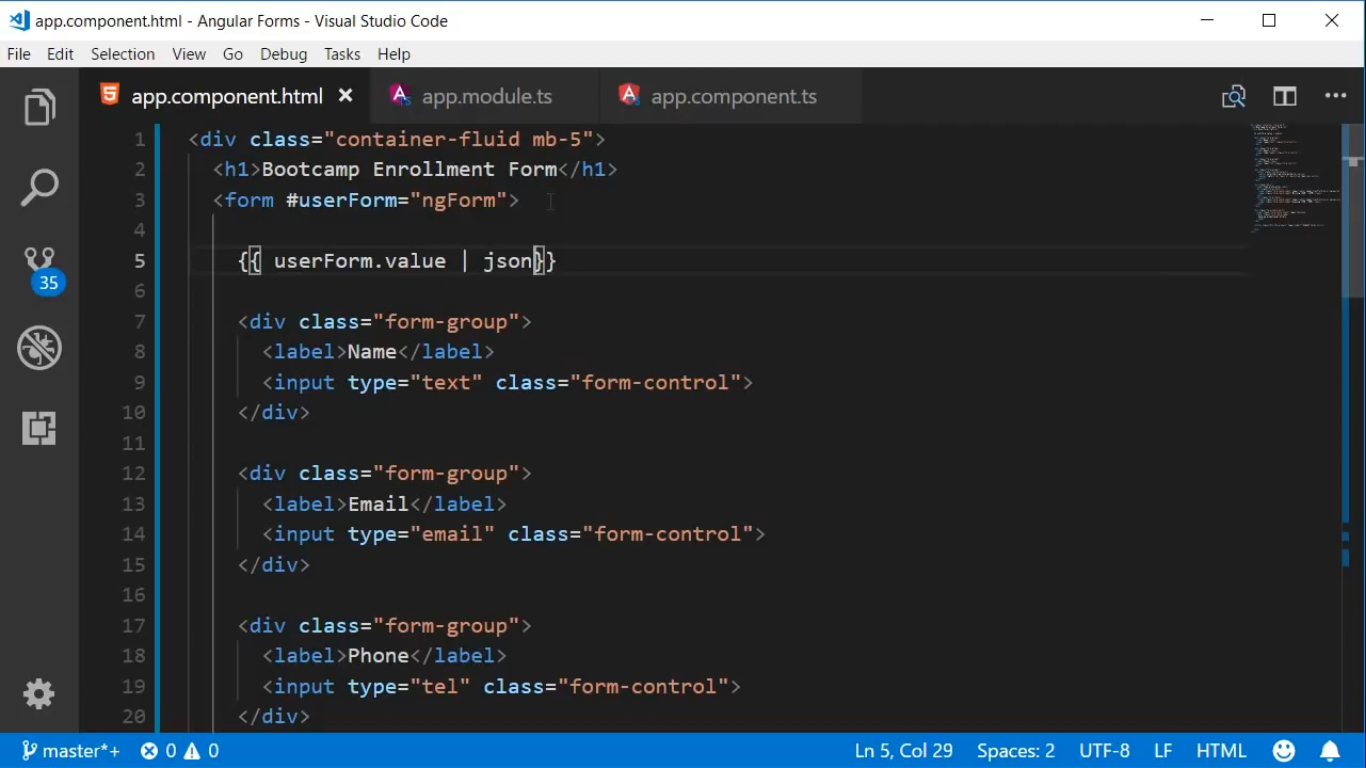 app.component.html - Angular Forms - Visual Studio Code
File Edit Selection View Go Debug Tasks Help
app.component.html app.module.ts app.component.ts
1 <div class="container-fluid mb-5">
2 <h1>Bootcamp Enrollment Form</h1>
3 <form #userForm="ngForm">
4
5 {{ userForm.value | json}}
6
7 <div class="form-group">
8 <label>Name</label>
9 <input type="text" class="form-control">
10 </div>
11
12 <div class="form-group">
13 <label>Email</label>
14 <input type="email" class="form-control">
15 </div>
16
17 <div class="form-group">
18 <label>Phone</label>
19 <input type="tel" class="form-control">
20 </div>
35
master*+ 0 0 Ln 5, Col 29 Spaces: 2 UTF-8 LF HTML